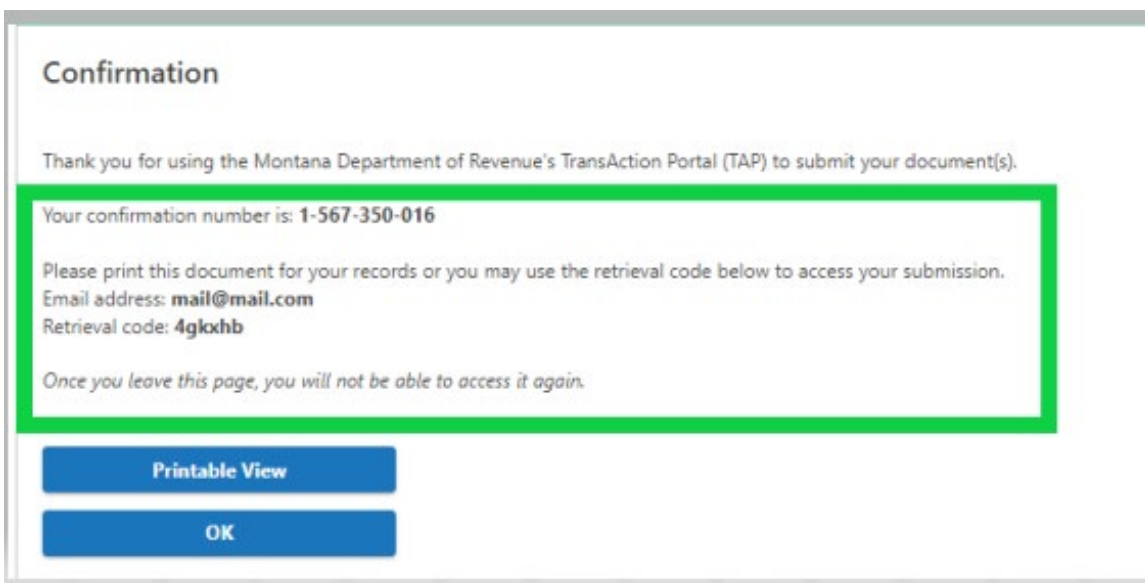 Confirmation
Thank you for using the Montana Department of Revenue's TransAction Portal (TAP) to submit your document(s).
Your confirmation number is: 1-567-350-016
Please print this document for your records or you may use the retrieval code below to access your submission.
Email address: mail@mail.com
Retrieval code: 4gkxhb
Once you leave this page, you will not be able to access it again.
Printable View
OK